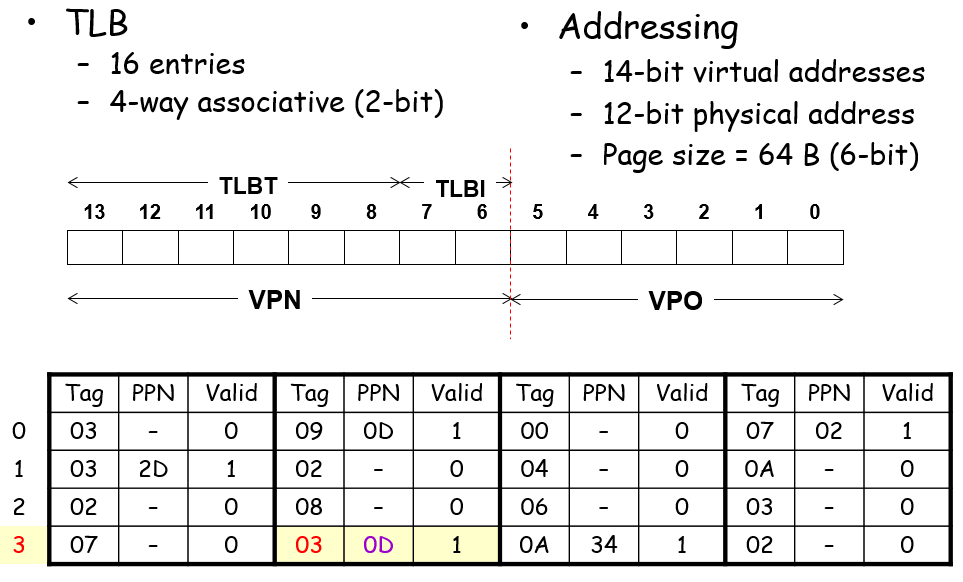 • TLB
– 16 entries
– 4-way associative (2-bit)
• Addressing
– 14-bit virtual addresses
– 12-bit physical address
– Page size = 64 B (6-bit)
TLBT TLBI
13 12 11 10 9 8 7 6 5 4 3 2 1 0
VPN VPO
Tag PPN Valid Tag PPN Valid Tag PPN Valid Tag PPN Valid
0 03 – 0 09 0D 1 00 – 0 07 02 1
1 03 2D 1 02 – 0 04 – 0 0A – 0
2 02 – 0 08 – 0 06 – 0 03 – 0
3 07 – 0 03 0D 1 0A 34 1 02 – 0